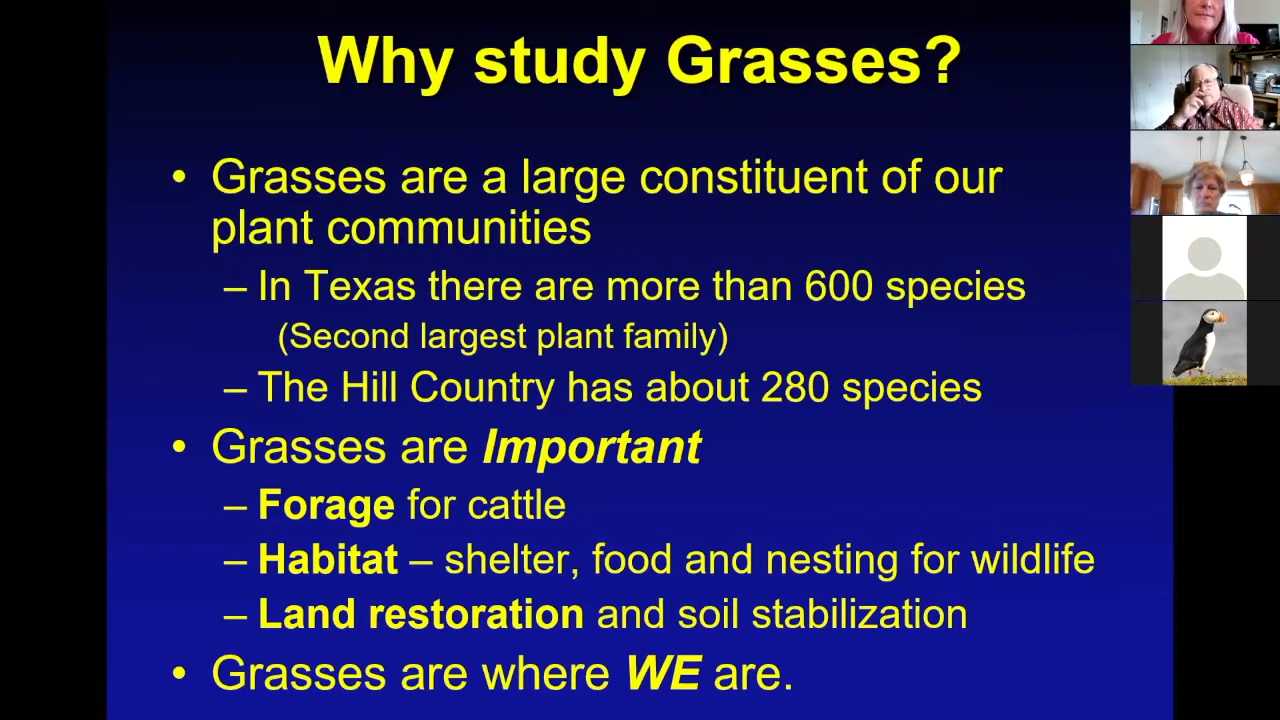 Why study Grasses?
• Grasses are a large constituent of our
plant communities
– In Texas there are more than 600 species
(Second largest plant family)
– The Hill Country has about 280 species
• Grasses are Important
– Forage for cattle
– Habitat – shelter, food and nesting for wildlife
– Land restoration and soil stabilization
• Grasses are where WE are.